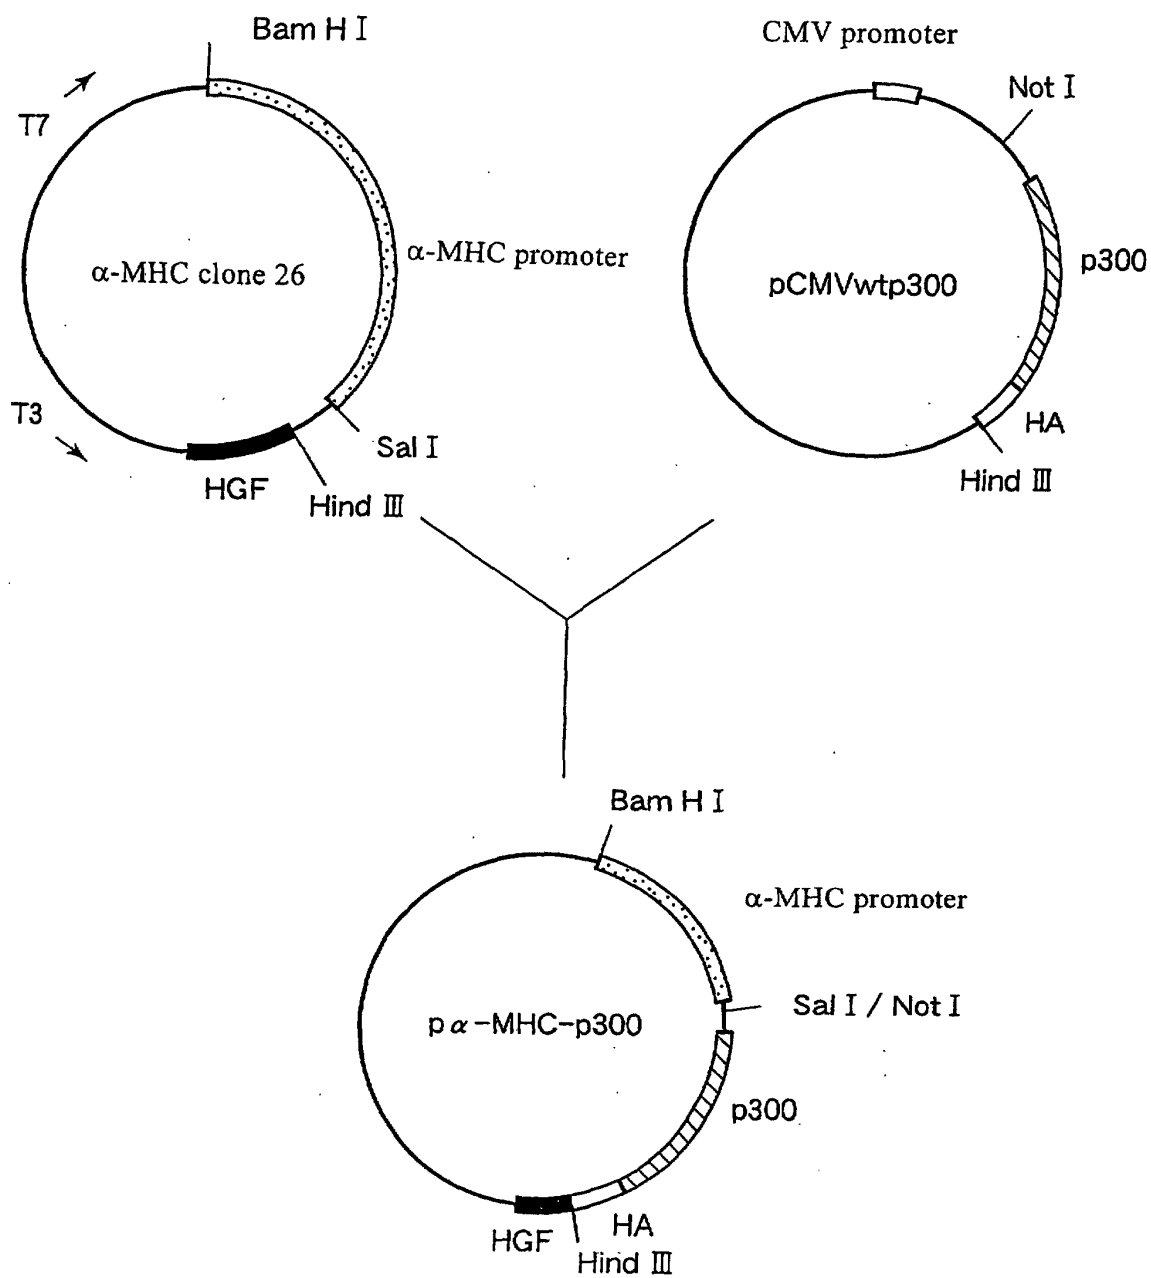 Bam H I
CMV promoter
Not I
T7
α-MHC clone 26
α-MHC promoter
pCMVwtp300
p300
T3
Sal I
HA
HGF
Hind III
Hind III
Bam H I
α-MHC promoter
Sal I / Not I
pα-MHC-p300
p300
HGF
HA
Hind III